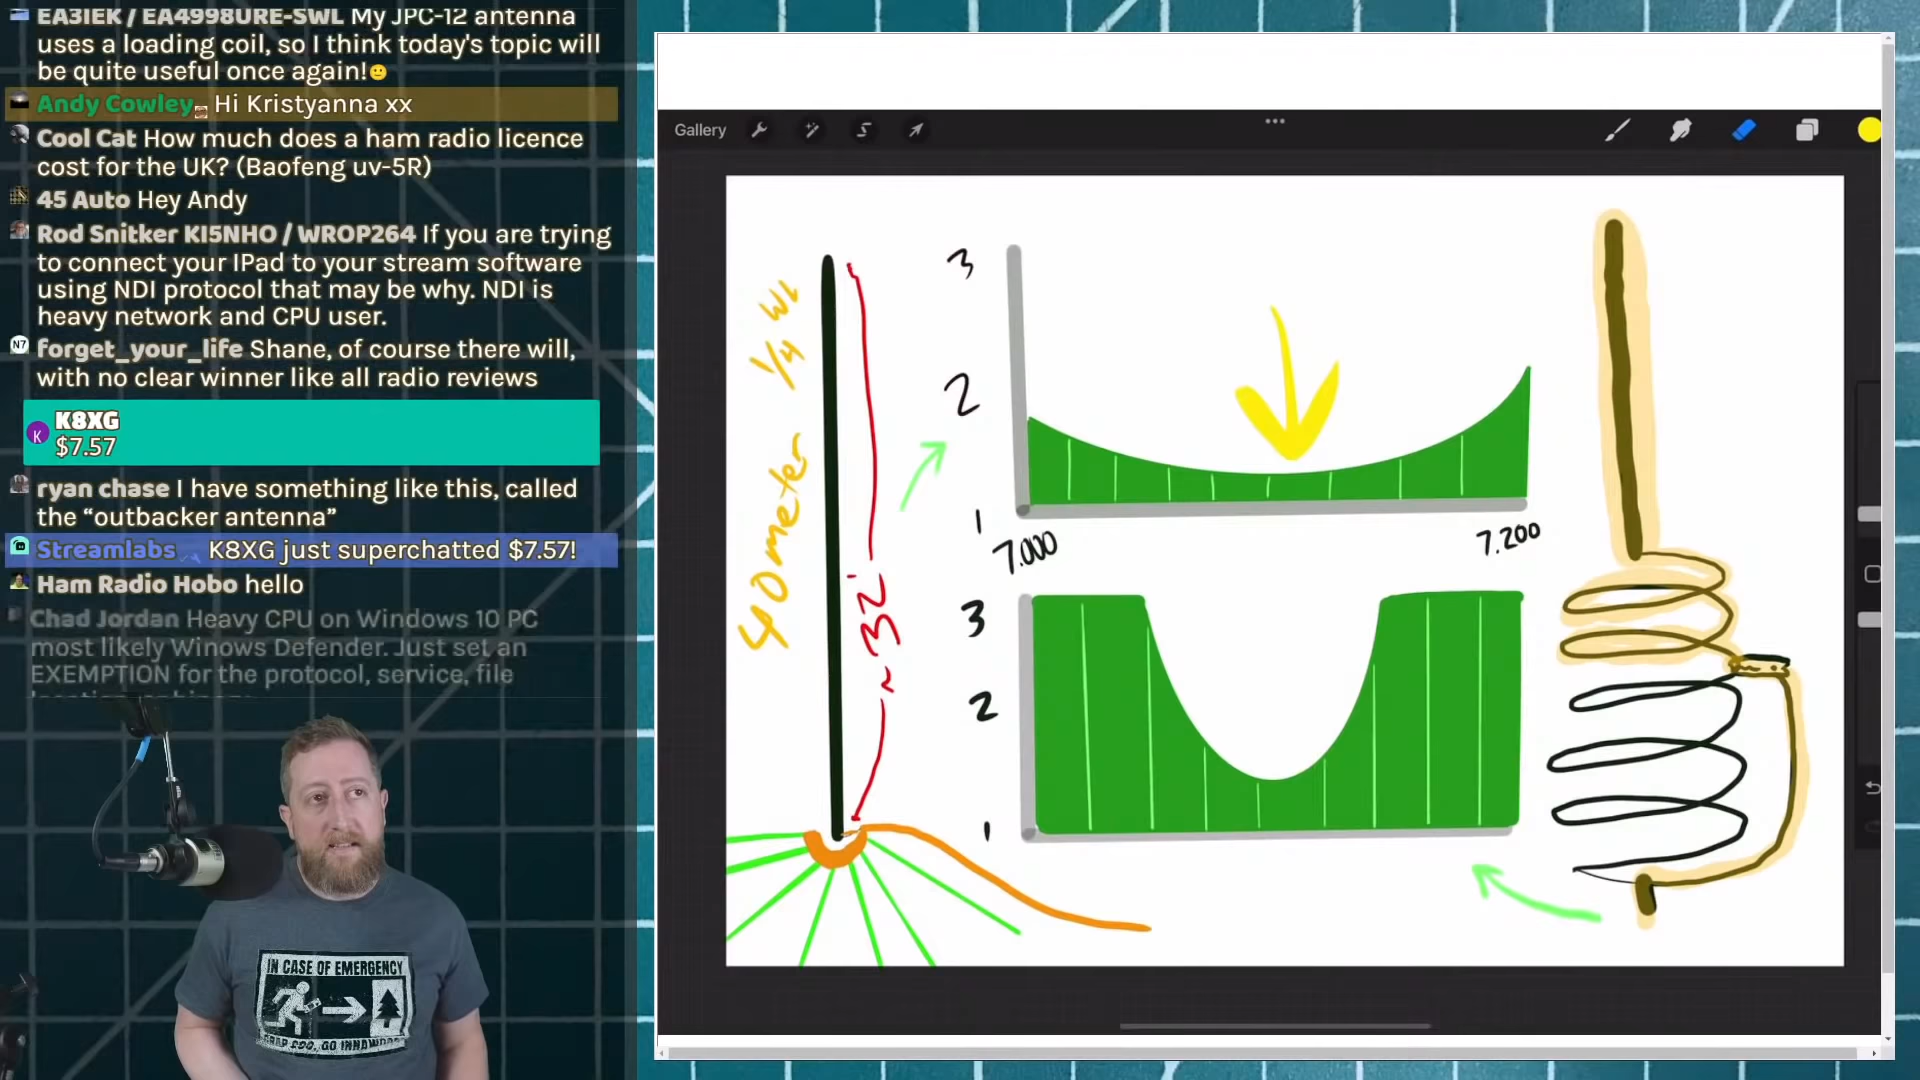 EA3IEK / EA4998URE-SWL My JPC-12 antenna
uses a loading coil, so I think today's topic will
be quite useful once again!
Andy Cowley Hi Kristyanna xx
Cool Cat How much does a ham radio licence
cost for the UK? (Baofeng uv-5R)
45 Auto Hey Andy
Rod Snitker KI5NHO / WROP264 If you are trying
to connect your IPad to your stream software
using NDI protocol that may be why. NDI is
heavy network and CPU user.
N7
forget_your_life Shane, of course there will,
with no clear winner like all radio reviews
K
K8XG
$7.57
ryan chase I have something like this, called
the “outbacker antenna”
Streamlabs K8XG just superchatted $7.57!
Ham Radio Hobo hello
Chad Jordan Heavy CPU on Windows 10 PC
most likely Winows Defender. Just set an
EXEMPTION for the protocol, service, file
IN CASE OF EMERGENCY
Gallery
40 meter 1/4 WL
~ 32'
3
2
1
7.000
7.200
3
2
1